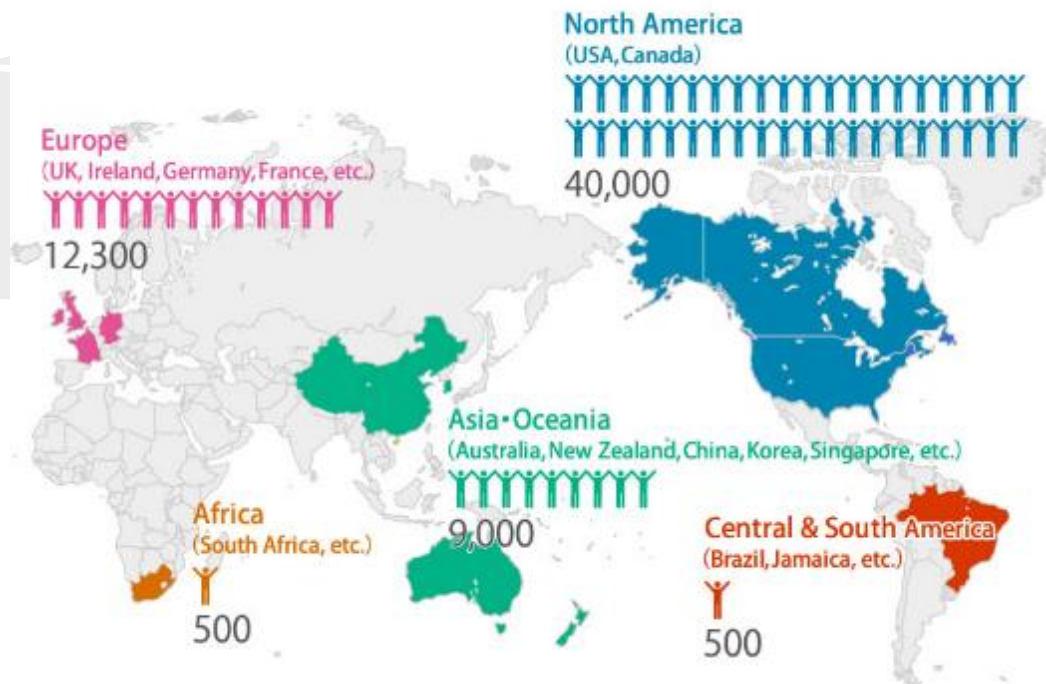 North America
(USA, Canada)
40,000
Europe
(UK, Ireland, Germany, France, etc.)
12,300
Asia・Oceania
(Australia, New Zealand, China, Korea, Singapore, etc.)
9,000
Africa
(South Africa, etc.)
500
Central & South America
(Brazil, Jamaica, etc.)
500